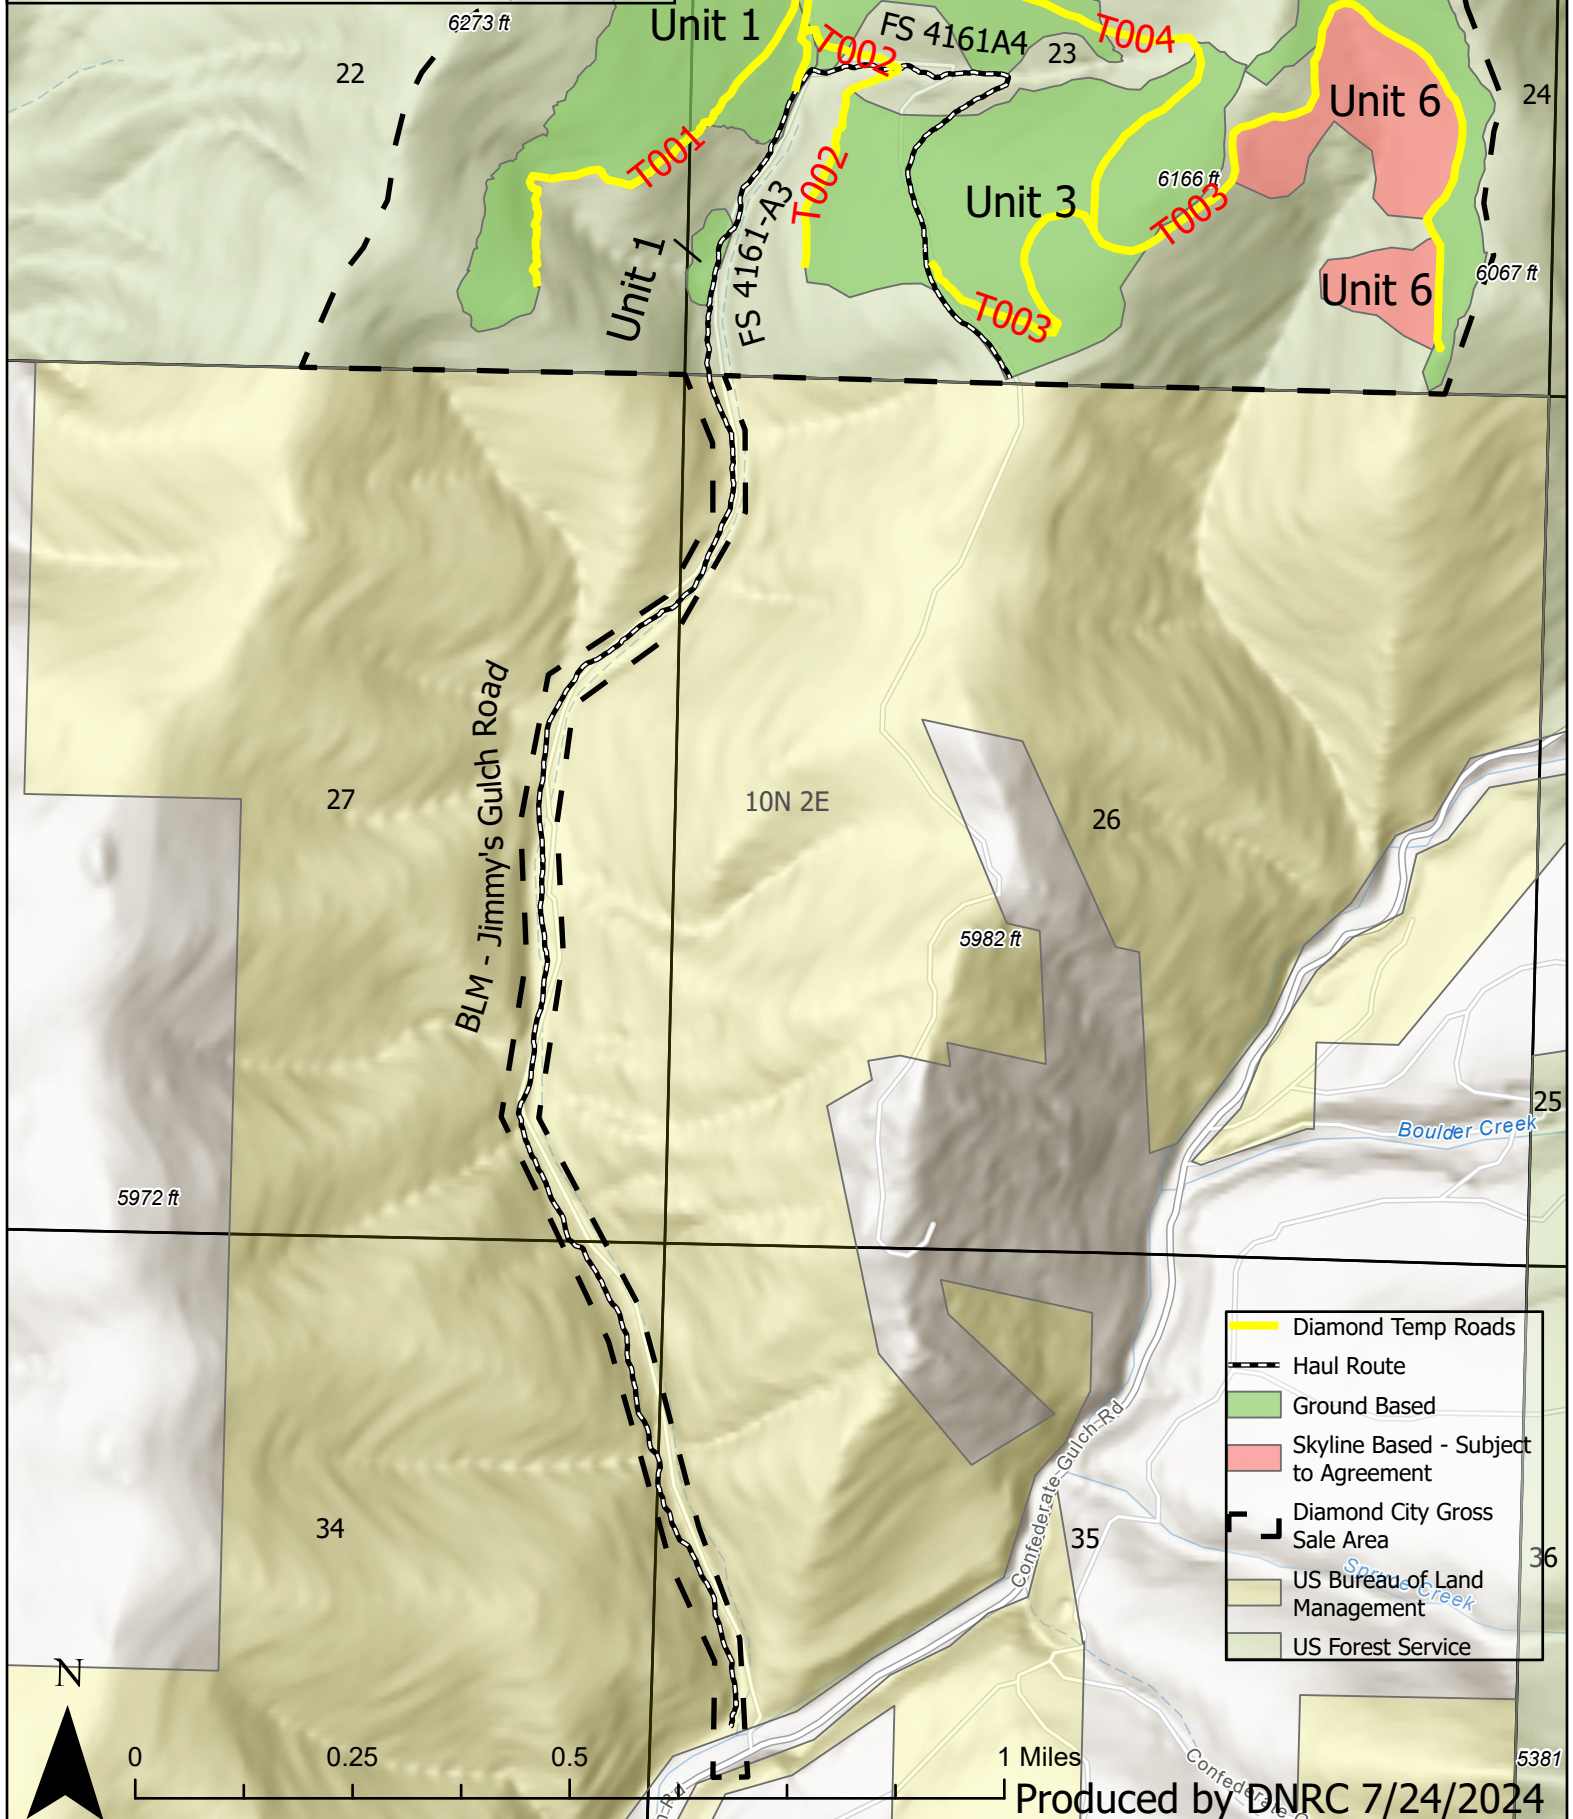 6273 ft
Unit 1
FS 4161A4
T002
23
T004
22
24
Unit 6
T001
T002
Unit 3
6166 ft
T003
FS 4161-A3
Unit 1
Unit 6
6067 ft
T003
BLM - Jimmy's Gulch Road
27
10N 2E
26
5982 ft
25
Boulder Creek
5972 ft
Diamond Temp Roads
Haul Route
Ground Based
Skyline Based - Subject
to Agreement
Diamond City Gross
Sale Area
US Bureau of Land
Management
US Forest Service
Confederate Gulch Rd
34
35
36
Spruce Creek
N
0 0.25 0.5 1 Miles
5381
Confederate
Produced by DNRC 7/24/2024